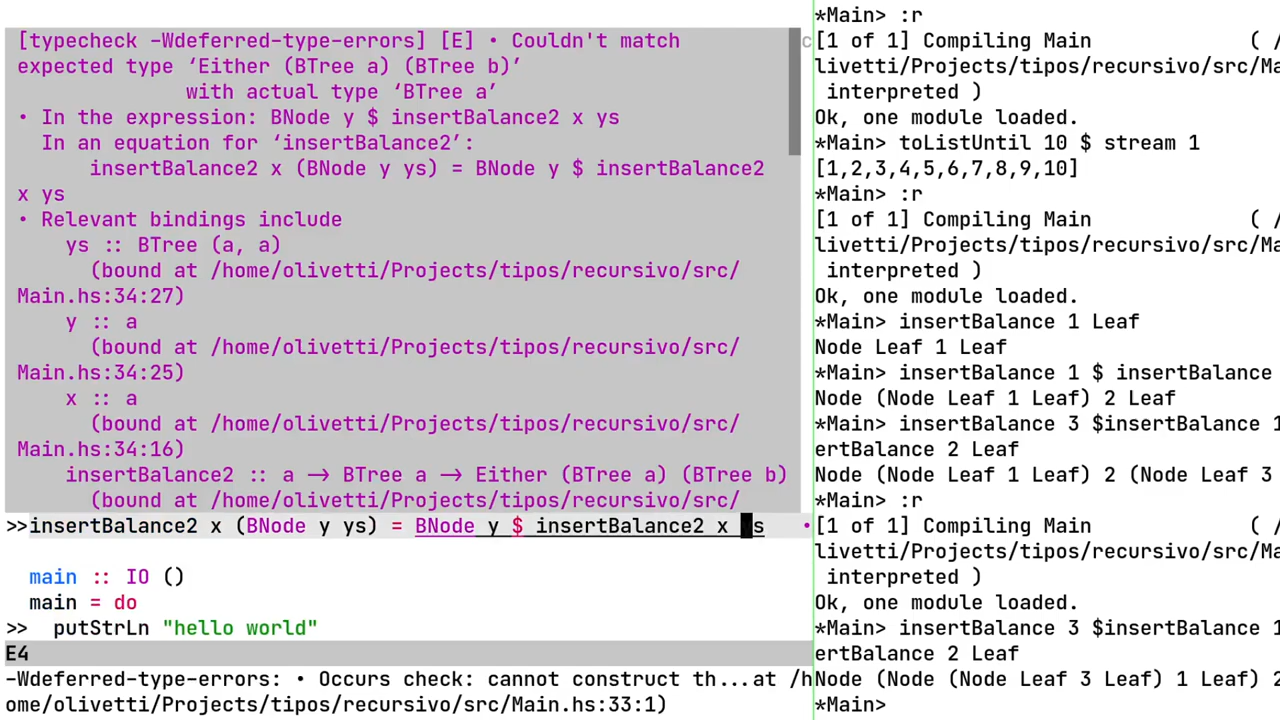 [typecheck -Wdeferred-type-errors] [E] • Couldn't match
expected type ‘Either (BTree a) (BTree b)’
with actual type ‘BTree a’
• In the expression: BNode y $ insertBalance2 x ys
In an equation for ‘insertBalance2’:
insertBalance2 x (BNode y ys) = BNode y $ insertBalance2
x ys
• Relevant bindings include
ys :: BTree (a, a)
(bound at /home/olivetti/Projects/tipos/recursivo/src/
Main.hs:34:27)
y :: a
(bound at /home/olivetti/Projects/tipos/recursivo/src/
Main.hs:34:25)
x :: a
(bound at /home/olivetti/Projects/tipos/recursivo/src/
Main.hs:34:16)
insertBalance2 :: a -> BTree a -> Either (BTree a) (BTree b)
(bound at /home/olivetti/Projects/tipos/recursivo/src/
>>insertBalance2 x (BNode y ys) = BNode y $ insertBalance2 x ys •
main :: IO ()
main = do
>> putStrLn "hello world"
E4
-Wdeferred-type-errors: • Occurs check: cannot construct th...at /h
ome/olivetti/Projects/tipos/recursivo/src/Main.hs:33:1)
*Main> :r
[1 of 1] Compiling Main ( /
livetti/Projects/tipos/recursivo/src/Ma
interpreted )
Ok, one module loaded.
*Main> toListUntil 10 $ stream 1
[1,2,3,4,5,6,7,8,9,10]
*Main> :r
[1 of 1] Compiling Main ( /
livetti/Projects/tipos/recursivo/src/Ma
interpreted )
Ok, one module loaded.
*Main> insertBalance 1 Leaf
Node Leaf 1 Leaf
*Main> insertBalance 1 $ insertBalance
Node (Node Leaf 1 Leaf) 2 Leaf
*Main> insertBalance 3 $insertBalance 1
ertBalance 2 Leaf
Node (Node Leaf 1 Leaf) 2 (Node Leaf 3
*Main> :r
[1 of 1] Compiling Main ( /
livetti/Projects/tipos/recursivo/src/Ma
interpreted )
Ok, one module loaded.
*Main> insertBalance 3 $insertBalance 1
ertBalance 2 Leaf
Node (Node (Node Leaf 3 Leaf) 1 Leaf) 2
*Main>